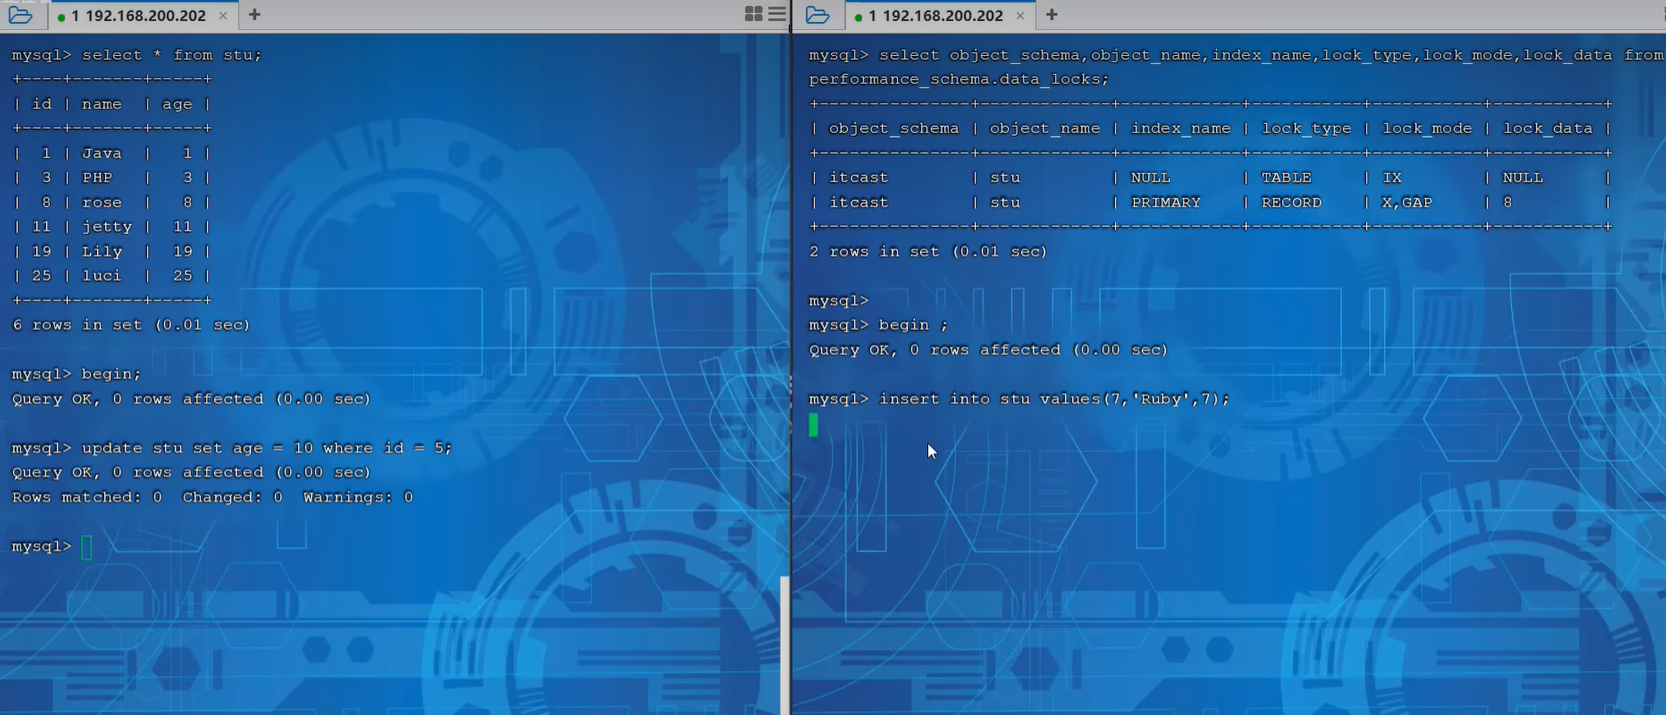 1 192.168.200.202 × +
mysql> select * from stu;
+----+-------+-----+
| id | name  | age |
+----+-------+-----+
|  1 | Java  |   1 |
|  3 | PHP   |   3 |
|  8 | rose  |   8 |
| 11 | jetty |  11 |
| 19 | Lily  |  19 |
| 25 | luci  |  25 |
+----+-------+-----+
6 rows in set (0.01 sec)
mysql> begin;
Query OK, 0 rows affected (0.00 sec)
mysql> update stu set age = 10 where id = 5;
Query OK, 0 rows affected (0.00 sec)
Rows matched: 0  Changed: 0  Warnings: 0
mysql>
1 192.168.200.202 × +
mysql> select object_schema,object_name,index_name,lock_type,lock_mode,lock_data from
performance_schema.data_locks;
+---------------+-------------+------------+-----------+-----------+-----------+
| object_schema | object_name | index_name | lock_type | lock_mode | lock_data |
+---------------+-------------+------------+-----------+-----------+-----------+
| itcast        | stu         | NULL       | TABLE     | IX        | NULL      |
| itcast        | stu         | PRIMARY    | RECORD    | X,GAP     | 8         |
+---------------+-------------+------------+-----------+-----------+-----------+
2 rows in set (0.01 sec)
mysql>
mysql> begin ;
Query OK, 0 rows affected (0.00 sec)
mysql> insert into stu values(7,'Ruby',7);